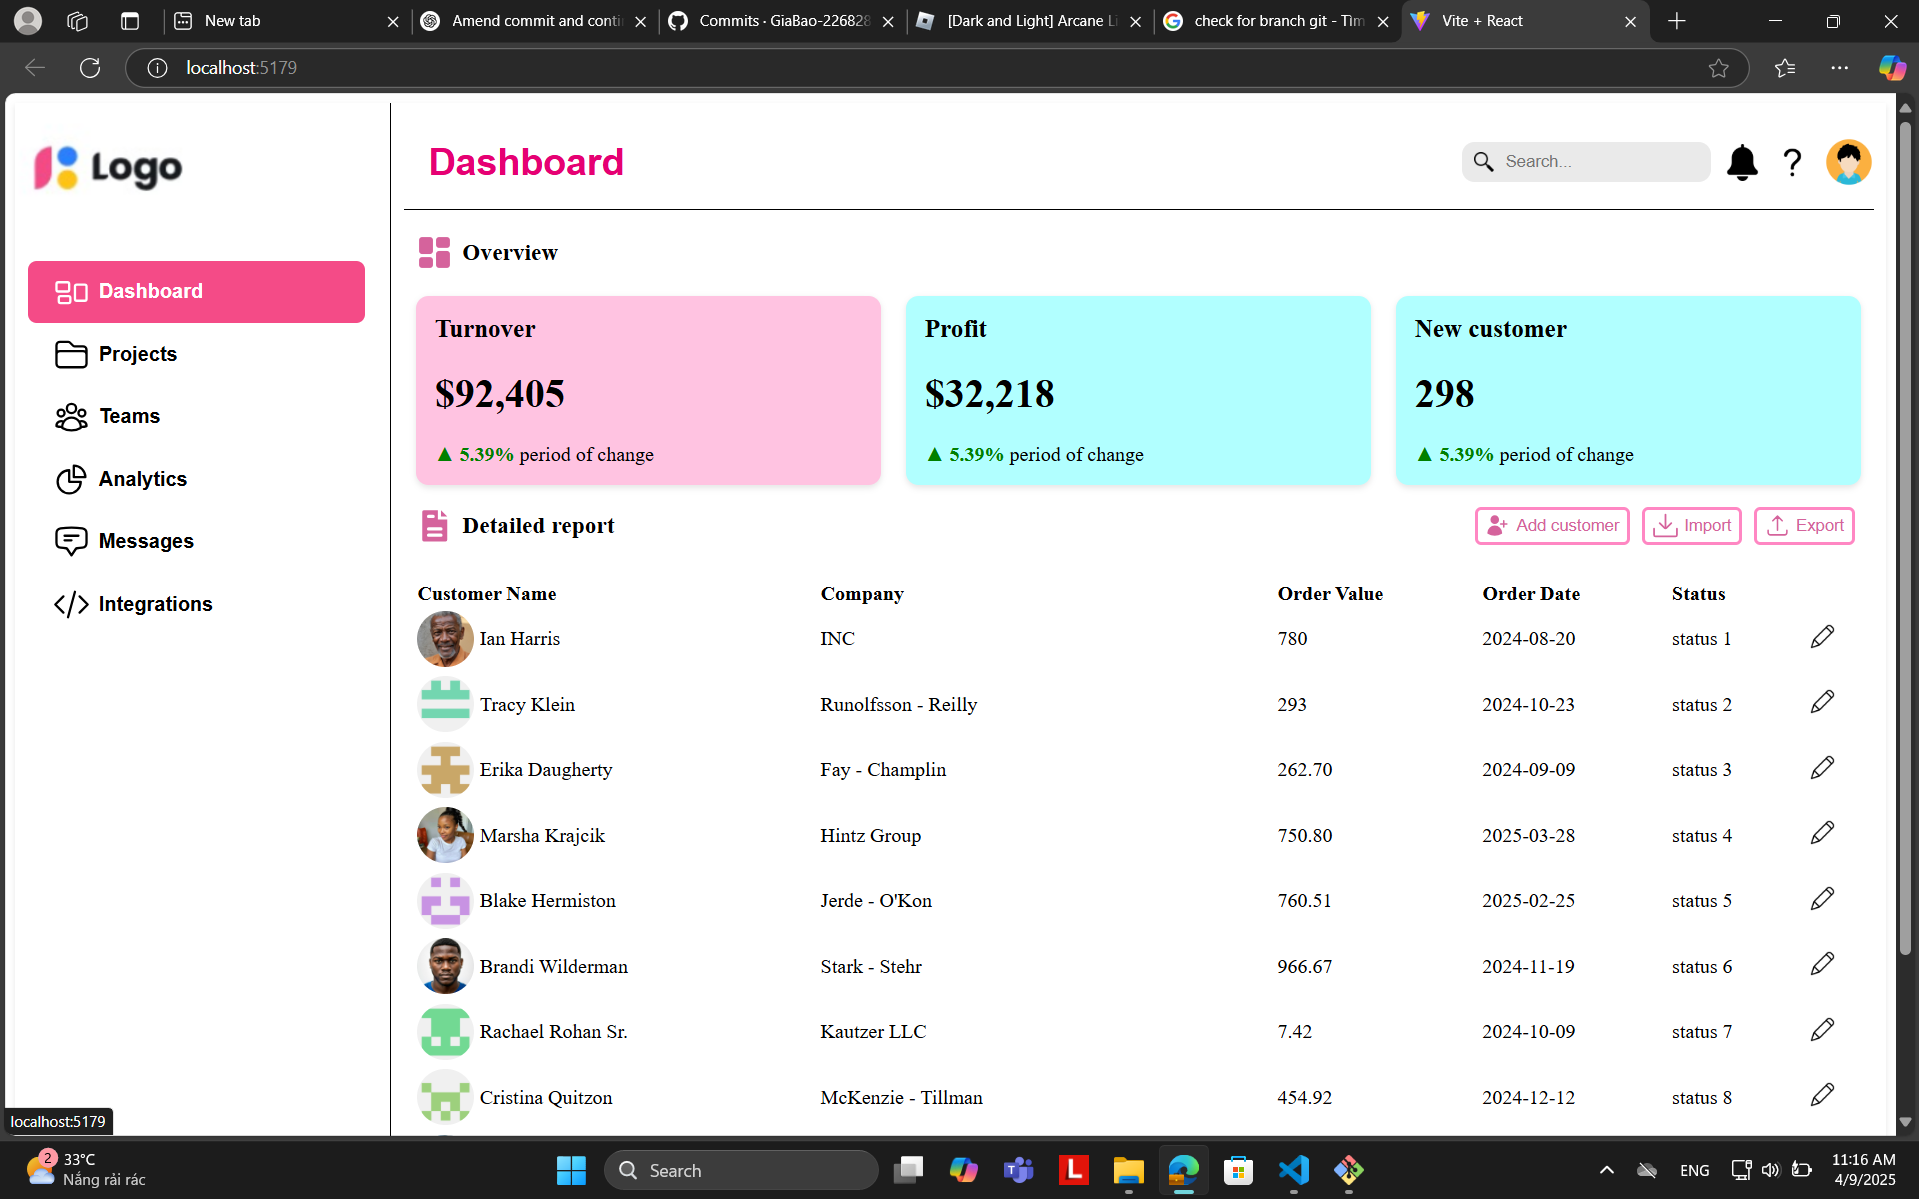 New tab
Amend commit and conti
Commits · GiaBao-226828
[Dark and Light] Arcane Li
check for branch git - Tìm
Vite + React
localhost:5179
Logo
Dashboard
Search...
?
Dashboard
Projects
Teams
Analytics
Messages
Integrations
Overview
Turnover
$92,405
▲ 5.39% period of change
Profit
$32,218
▲ 5.39% period of change
New customer
298
▲ 5.39% period of change
Detailed report
Add customer
Import
Export
Customer Name Company Order Value Order Date Status
Ian Harris INC 780 2024-08-20 status 1
Tracy Klein Runolfsson - Reilly 293 2024-10-23 status 2
Erika Daugherty Fay - Champlin 262.70 2024-09-09 status 3
Marsha Krajcik Hintz Group 750.80 2025-03-28 status 4
Blake Hermiston Jerde - O'Kon 760.51 2025-02-25 status 5
Brandi Wilderman Stark - Stehr 966.67 2024-11-19 status 6
Rachael Rohan Sr. Kautzer LLC 7.42 2024-10-09 status 7
Cristina Quitzon McKenzie - Tillman 454.92 2024-12-12 status 8
localhost:5179
2
33°C
Nắng rải rác
Search
L
ENG
11:16 AM
4/9/2025